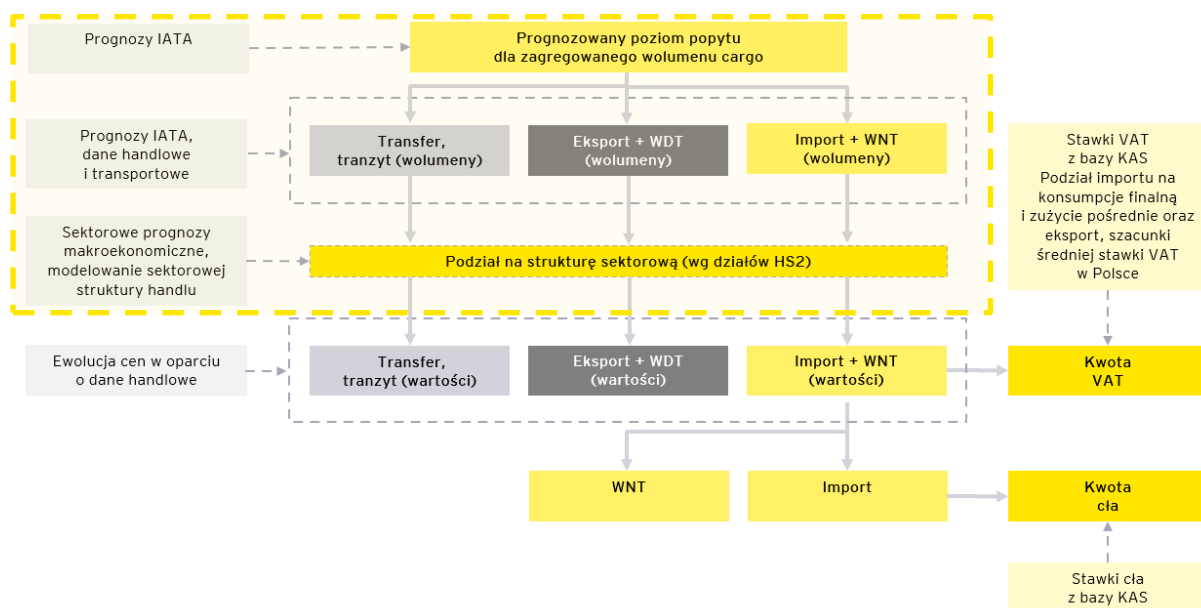 Prognozy IATA
Prognozowany poziom popytu
dla zagregowanego wolumenu cargo
Prognozy IATA,
dane handlowe
i transportowe
Transfer,
tranzyt (wolumeny)
Eksport + WDT
(wolumeny)
Import + WNT
(wolumeny)
Stawki VAT
z bazy KAS
Podział importu na
konsumpcje finalną
i zużycie pośrednie oraz
eksport, szacunki
średniej stawki VAT
w Polsce
Sektorowe prognozy
makroekonomiczne,
modelowanie sektorowej
struktury handlu
Podział na strukturę sektorową (wg działów HS2)
Ewolucja cen w oparciu
o dane handlowe
Transfer,
tranzyt (wartości)
Eksport + WDT
(wartości)
Import + WNT
(wartości)
Kwota
VAT
WNT
Import
Kwota
cła
Stawki cła
z bazy KAS